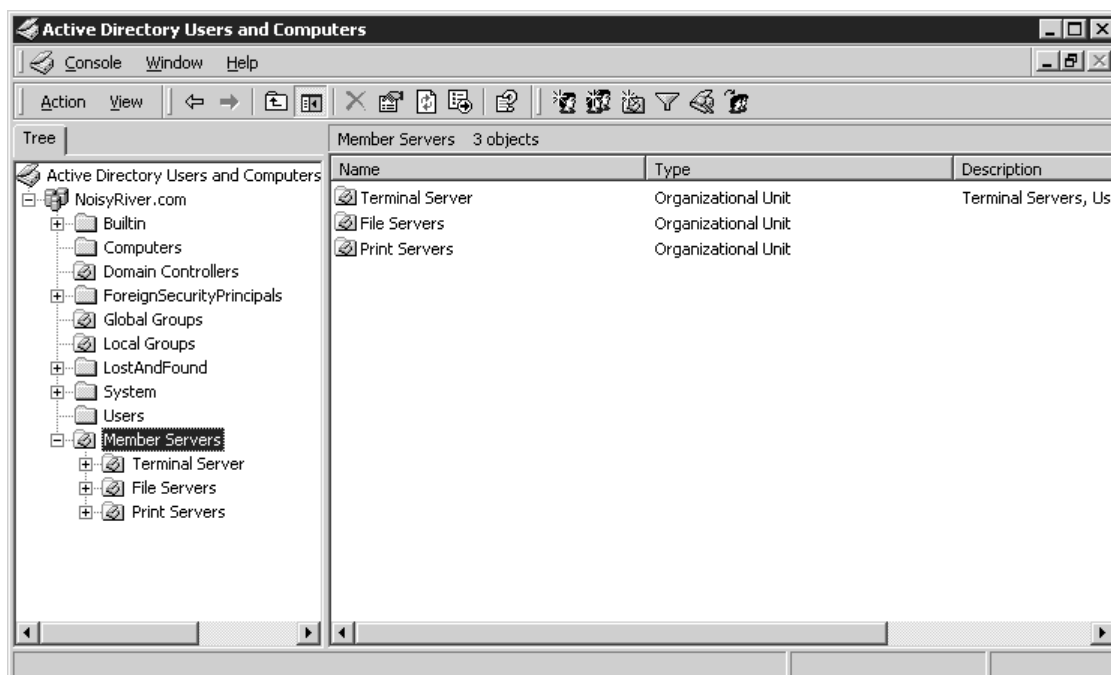 Active Directory Users and Computers
Console Window Help
Action View
Tree
Member Servers 3 objects
Active Directory Users and Computers
NoisyRiver.com
Builtin
Computers
Domain Controllers
ForeignSecurityPrincipals
Global Groups
Local Groups
LostAndFound
System
Users
Member Servers
Terminal Server
File Servers
Print Servers
Name Type Description
Terminal Server Organizational Unit Terminal Servers, Us
File Servers Organizational Unit
Print Servers Organizational Unit